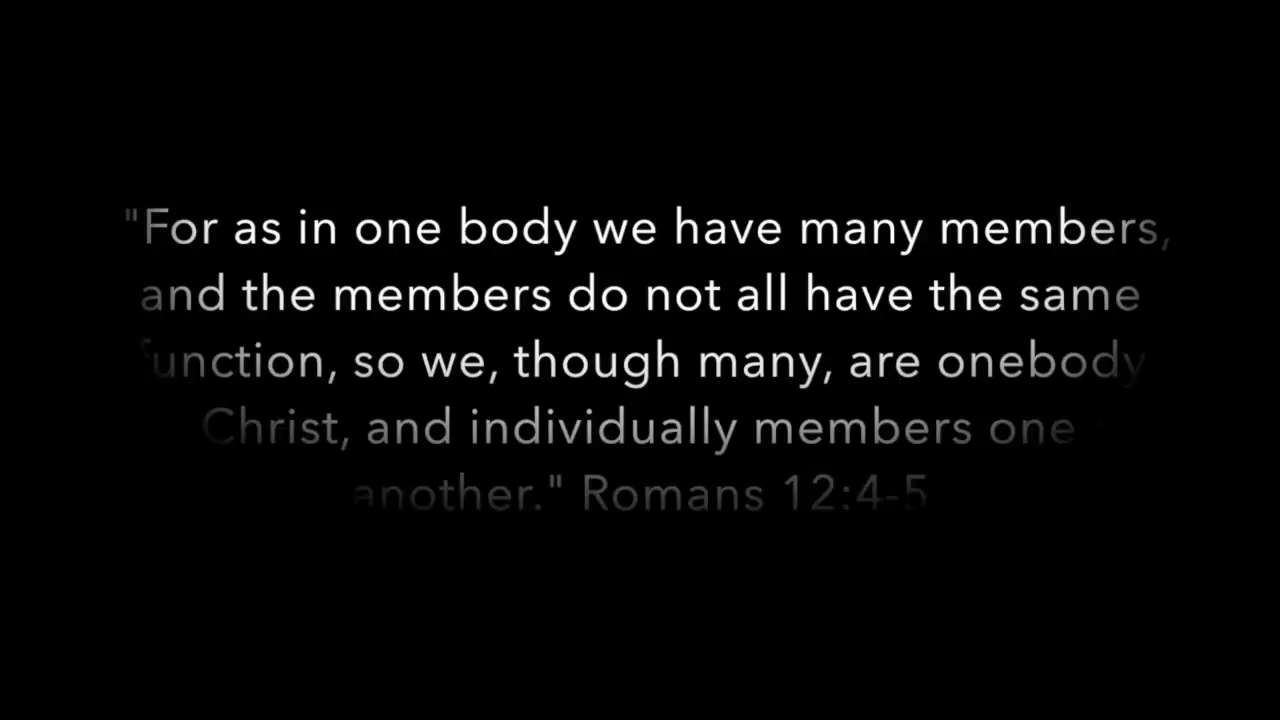 "For as in one body we have many members,
and the members do not all have the same
function, so we, though many, are onebody
Christ, and individually members one
another." Romans 12:4-5